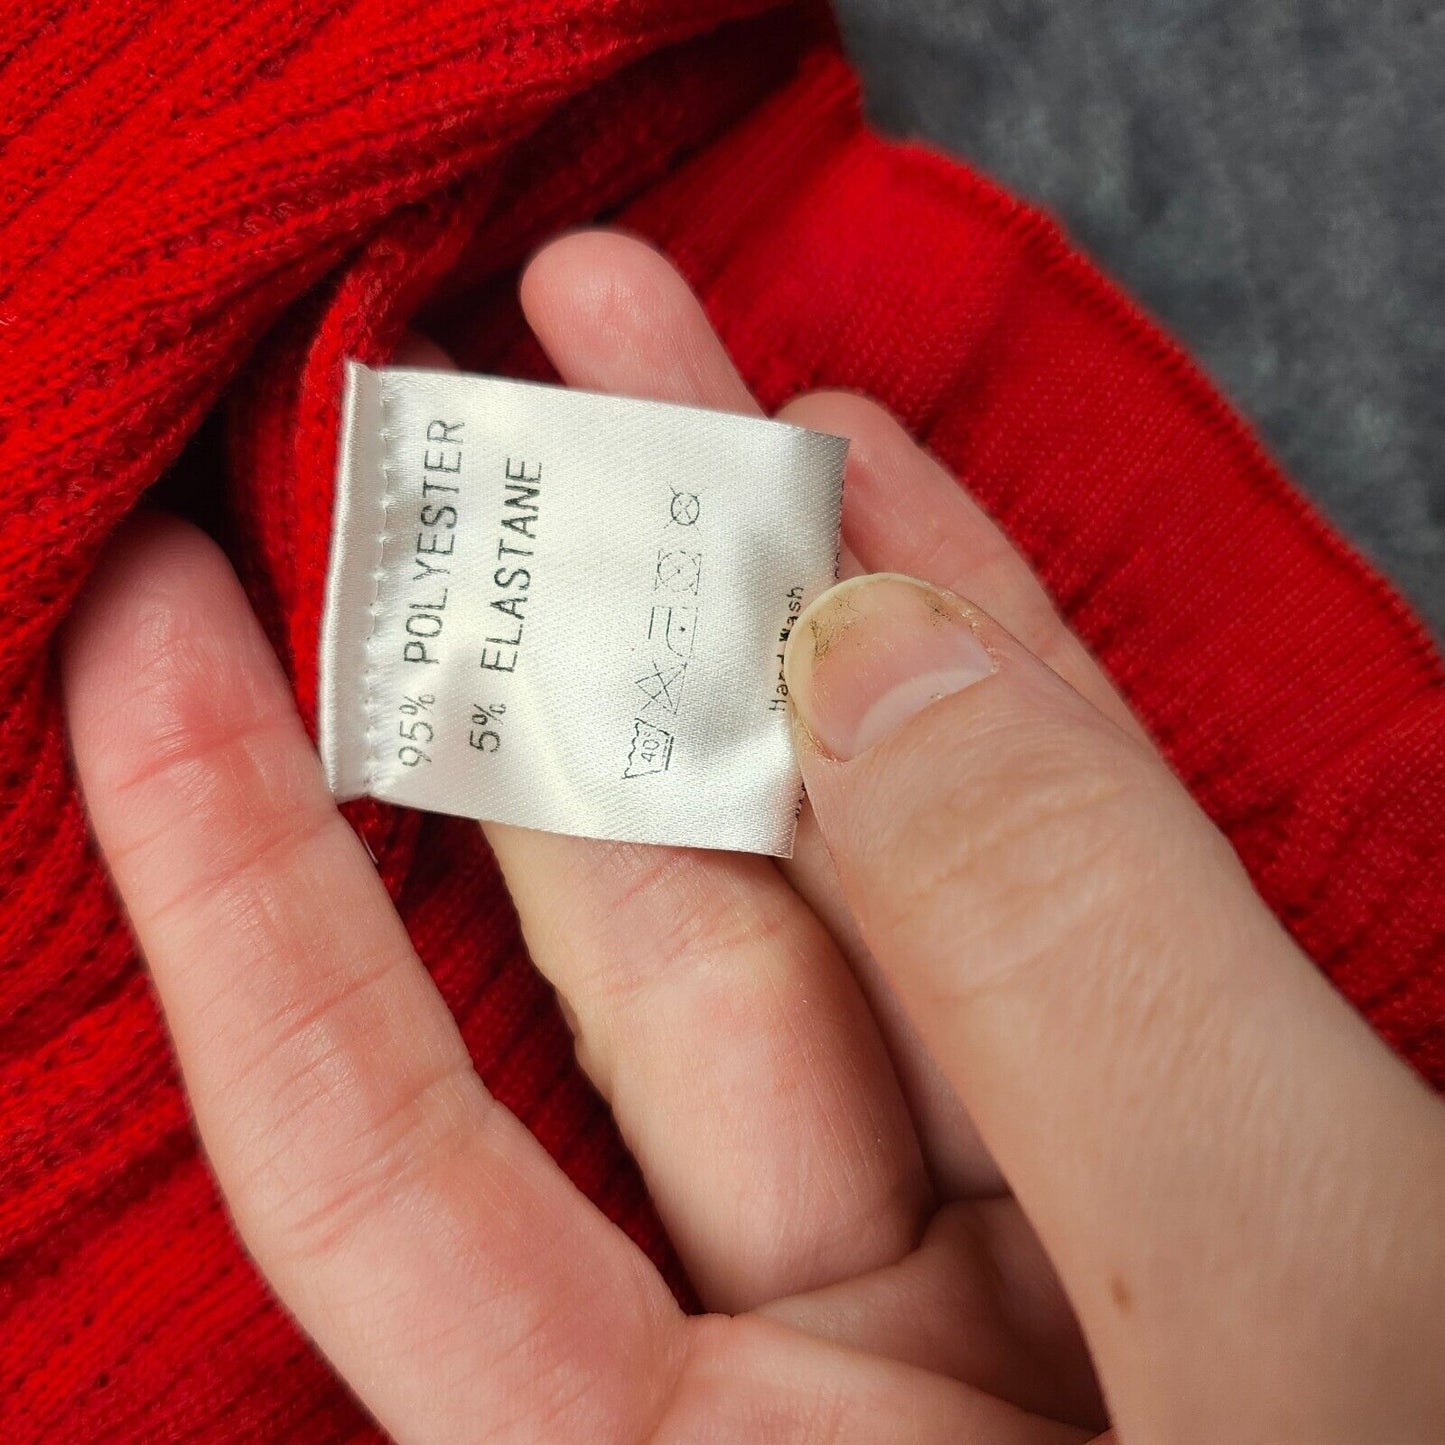 95% POLYESTER
5% ELASTANE
40°
Hand Wash